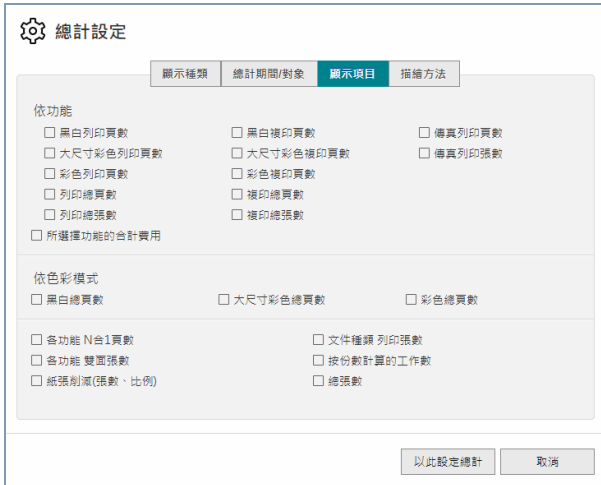 總計設定
顯示種類 總計期間/對象 顯示項目 描繪方法
依功能
黑白列印頁數 黑白複印頁數 傳真列印頁數
大尺寸彩色列印頁數 大尺寸彩色複印頁數 傳真列印張數
彩色列印頁數 彩色複印頁數
列印總頁數 複印總頁數
列印總張數 複印總張數
所選擇功能的合計費用
依色彩模式
黑白總頁數 大尺寸彩色總頁數 彩色總頁數
各功能 N合1頁數 文件種類 列印張數
各功能 雙面張數 按份數計算的工作數
紙張削減(張數、比例) 總張數
以此設定總計 取消